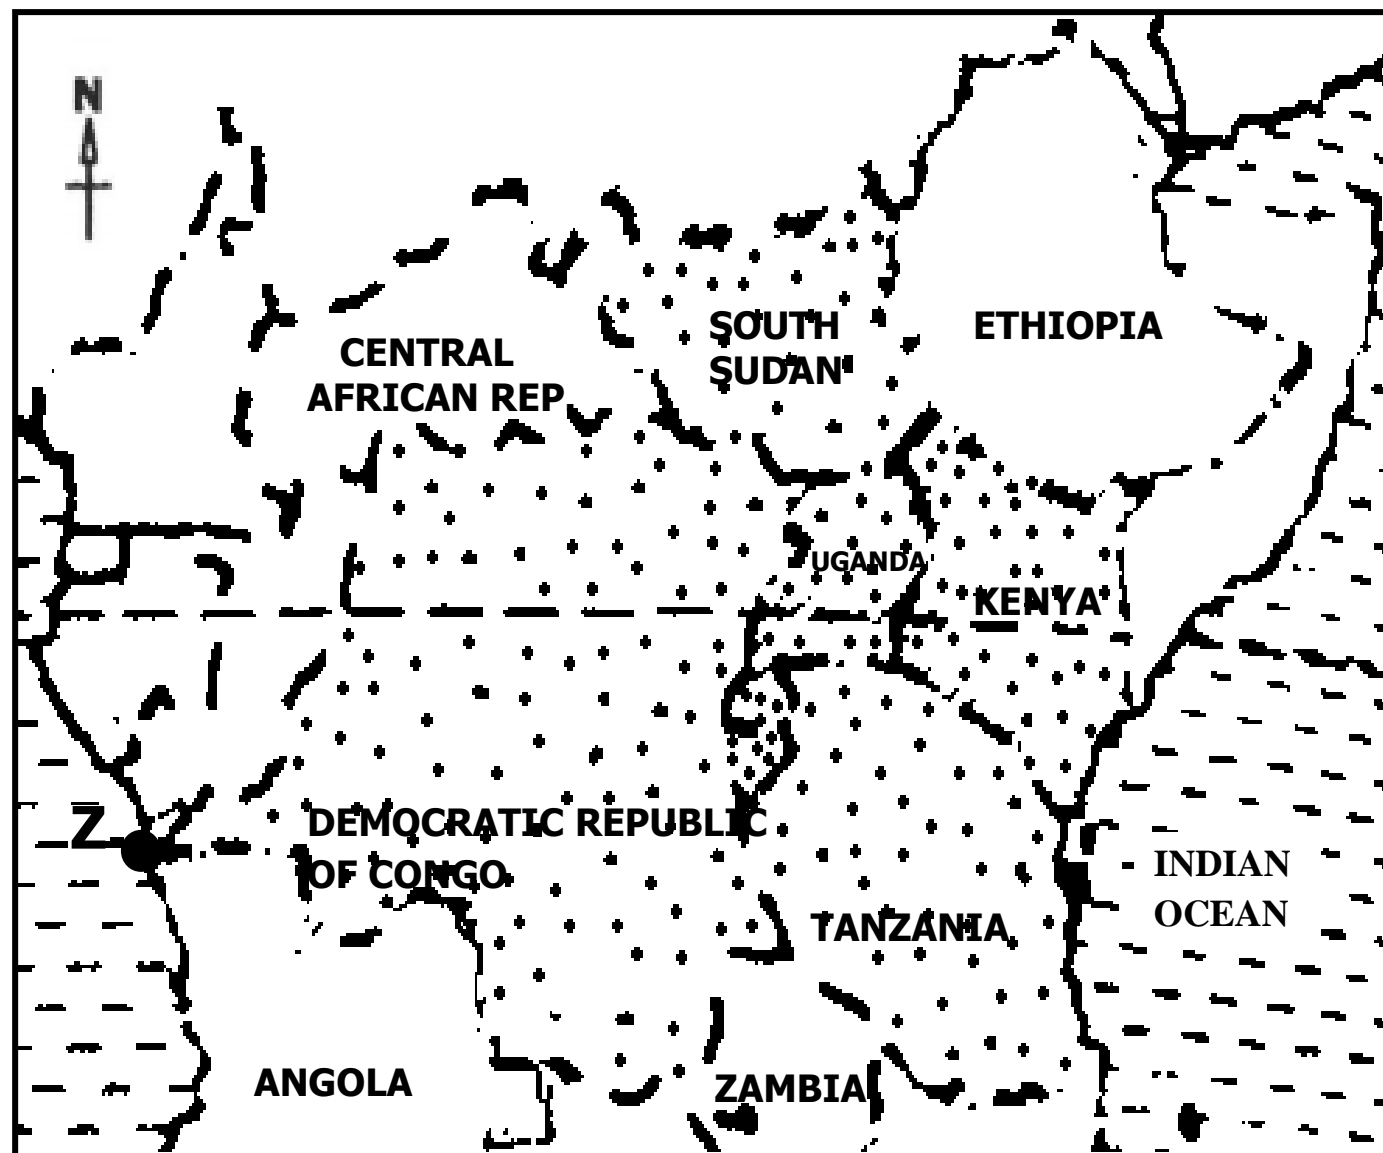 N
SOUTH
SUDAN
ETHIOPIA
CENTRAL
AFRICAN REP
UGANDA
KENYA
Z
DEMOCRATIC REPUBLIC
OF CONGO
INDIAN
OCEAN
TANZANIA
ANGOLA
ZAMBIA